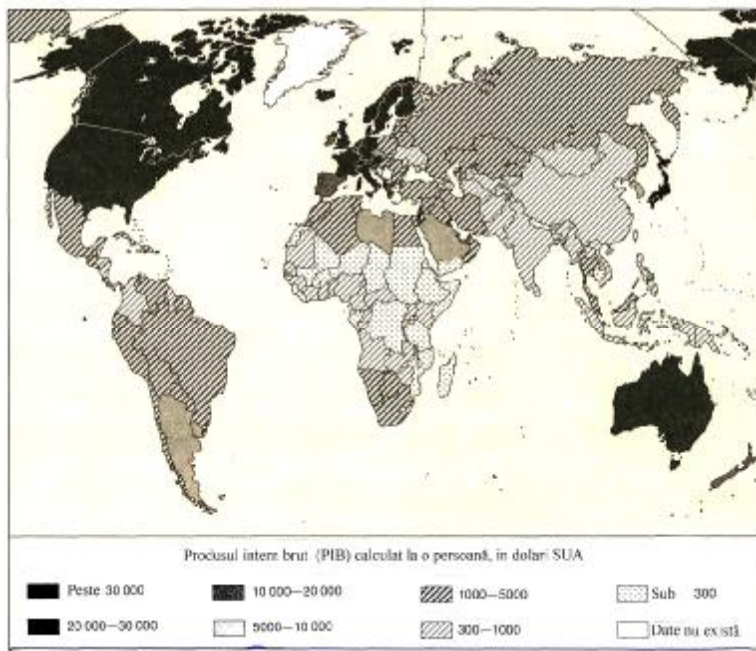 Produsul intern brut (PIB) calculat la o persoană, în dolari SUA
Peste 30 000
10 000—20 000
1000—5000
Sub 300
20 000—30 000
5000—10 000
300—1000
Date nu există